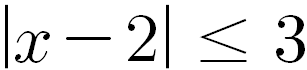 |x − 2| ≤ 3